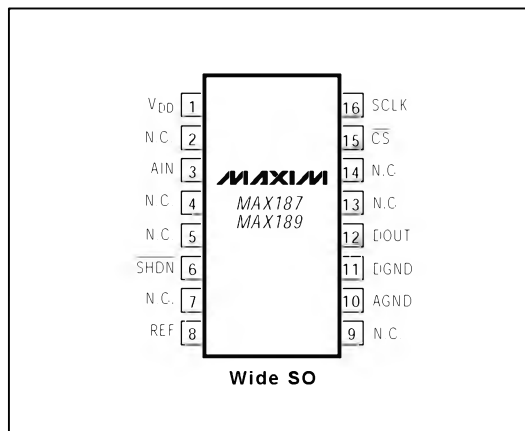 VDD 1
N C 2
AIN 3
N C 4
N C 5
SHDN 6
N C. 7
REF 8
MAXIM
MAX187
MAX189
16 SCLK
15 CS
14 N.C
13 N.C
12 DOUT
11 DGND
10 AGND
9 N.C
Wide SO